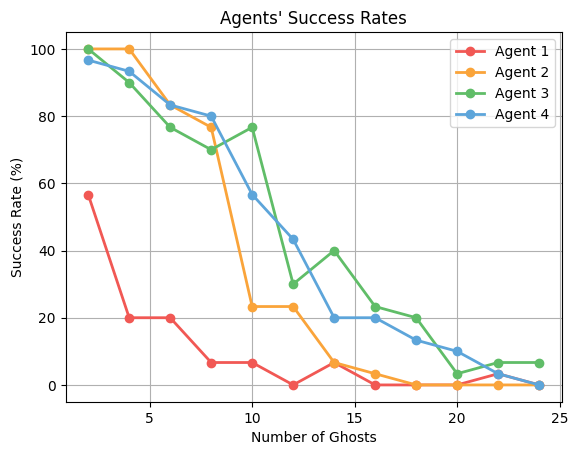 Agents' Success Rates
Success Rate (%)
100
80
60
40
20
0
Agent 1
Agent 2
Agent 3
Agent 4
5
10
15
20
25
Number of Ghosts